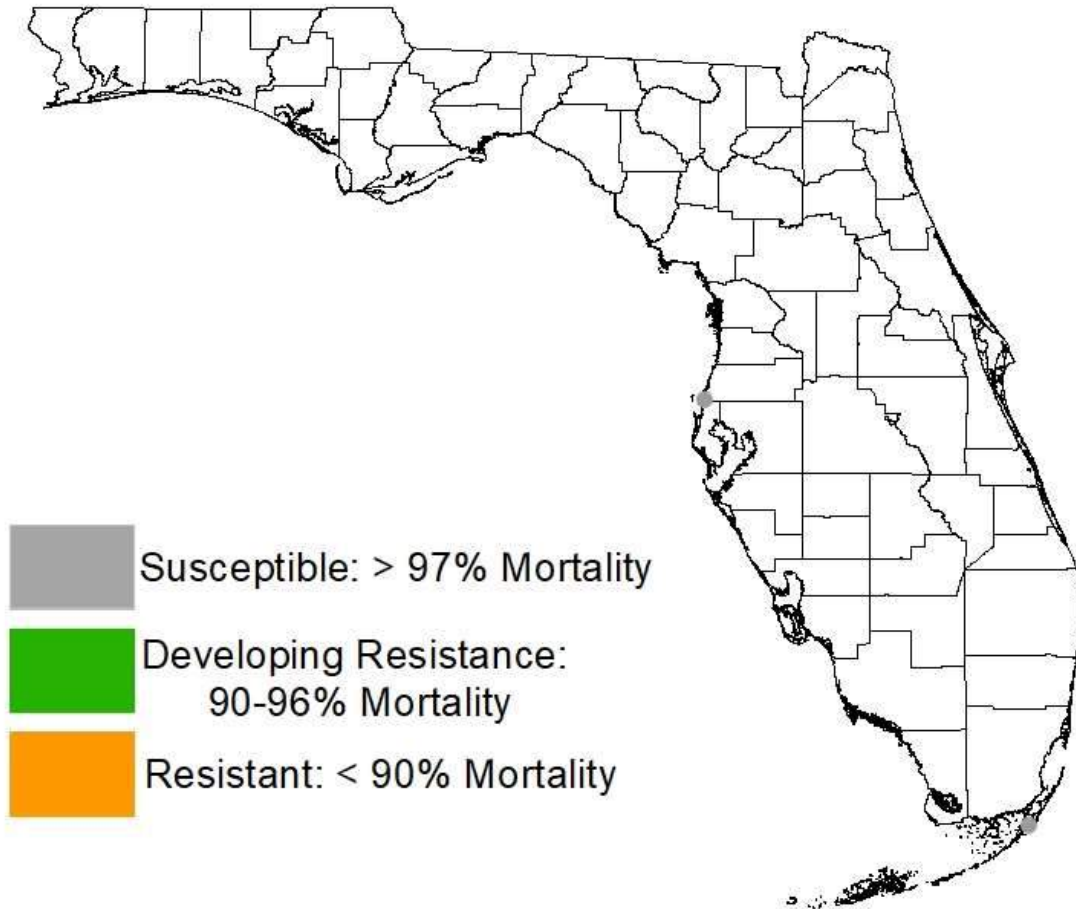 Susceptible: > 97% Mortality
Developing Resistance:
90-96% Mortality
Resistant: < 90% Mortality